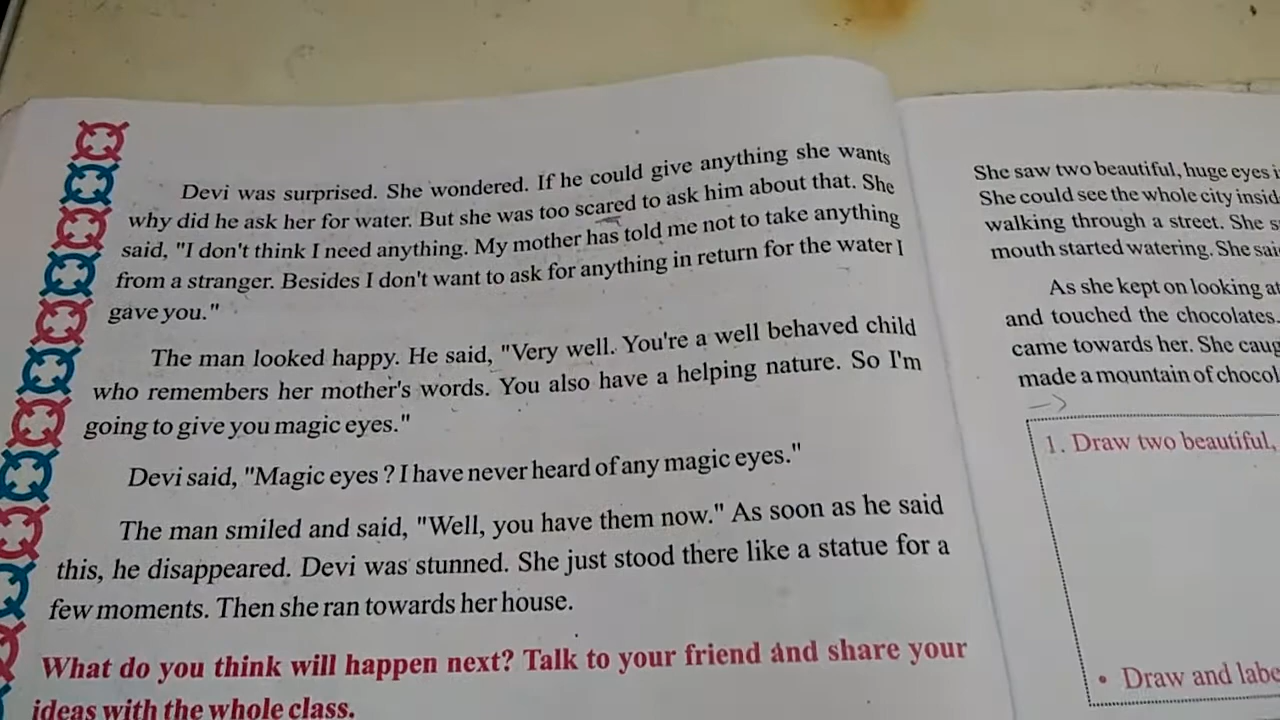 Devi was surprised. She wondered. If he could give anything she wants
why did he ask her for water. But she was too scared to ask him about that. She
said, "I don't think I need anything. My mother has told me not to take anything
from a stranger. Besides I don't want to ask for anything in return for the water I
gave you."
The man looked happy. He said, "Very well. You're a well behaved child
who remembers her mother's words. You also have a helping nature. So I'm
going to give you magic eyes."
Devi said, "Magic eyes ? I have never heard of any magic eyes."
The man smiled and said, "Well, you have them now." As soon as he said
this, he disappeared. Devi was stunned. She just stood there like a statue for a
few moments. Then she ran towards her house.
What do you think will happen next? Talk to your friend and share your
ideas with the whole class.
She saw two beautiful, huge eyes
She could see the whole city
walking through a street. She
mouth started watering. She
As she kept on looking at
and touched the chocolates.
came towards her. She
made a mountain of
1. Draw two beautiful,
• Draw and